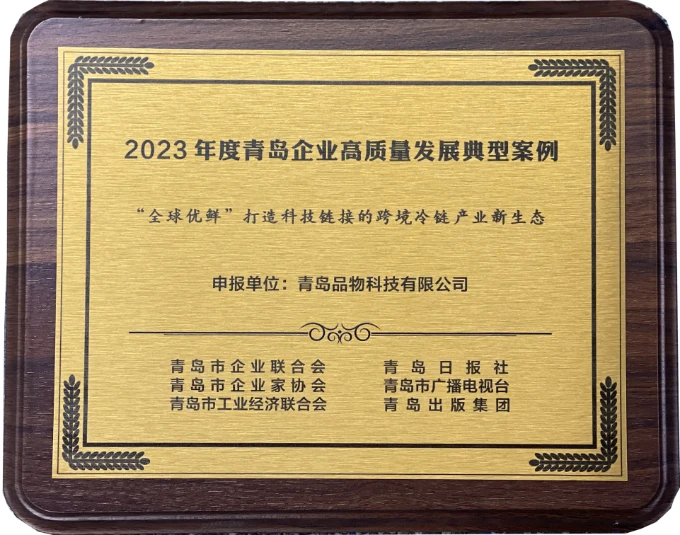 2023年度青岛企业高质量发展典型案例
“全球优鲜”打造科技链接的跨境冷链产业新生态
申报单位：青岛品物科技有限公司
青岛市企业联合会 青岛日报社
青岛市企业家协会 青岛市广播电视台
青岛市工业经济联合会 青岛出版集团